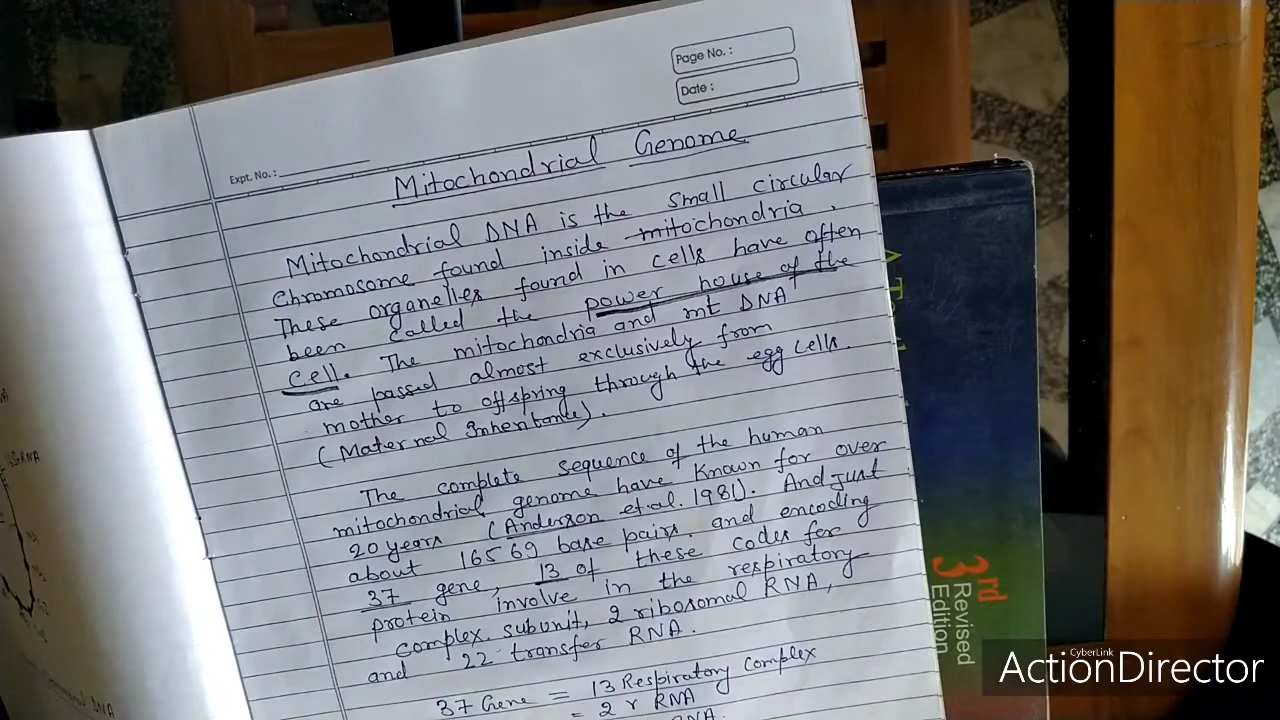 Page No. :
Date :
Expt. No. :
Mitochondrial Genome
Mitochondrial DNA is the small circular
Chromosome found inside mitochondria.
These organelles found in cells have often
been called the power house of the
cell. The mitochondria and mt DNA
are passed almost exclusively from
mother to offspring through the egg cells.
(Maternal Inheritance).
The complete sequence of the human
mitochondrial genome have Known for over
20 years (Anderson et.al. 1981). And Just
about 16569 base pairs. and encoding
37 gene, 13 of these codes for
protein involve in the respiratory
complex. subunit, 2 ribosomal RNA,
and 22 transfer RNA.
37 Gene = 13 Respiratory complex
= 2 r RNA
RNA.
3rd
Revised
Edition
CyberLink
ActionDirector